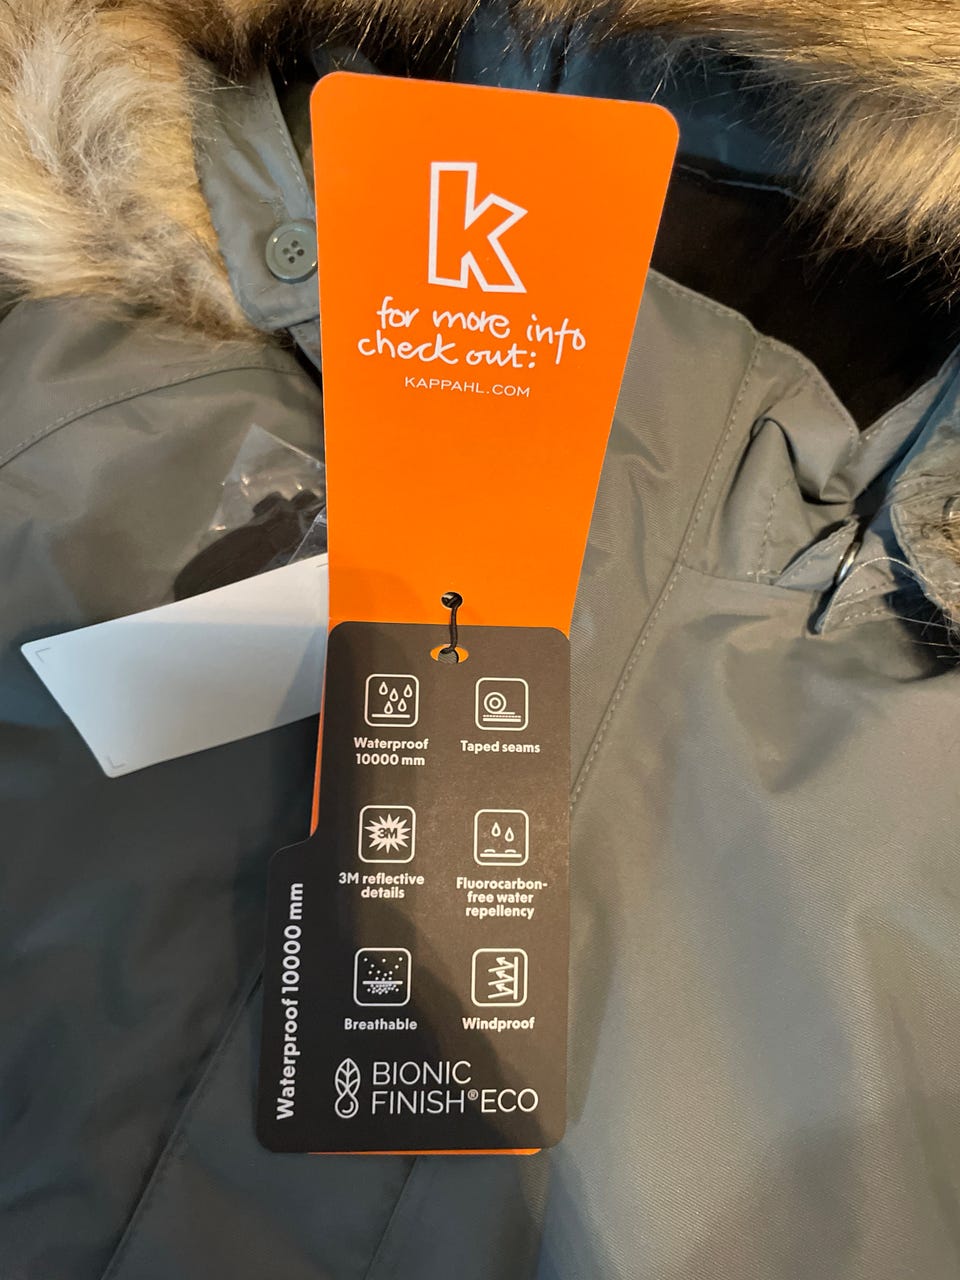 k
for more info
check out:
KAPPAHL.COM
Waterproof
10000 mm
Taped seams
3M
3M reflective
details
Fluorocarbon-
free water
repellency
Breathable
Windproof
Waterproof 10000 mm
BIONIC
FINISH® ECO